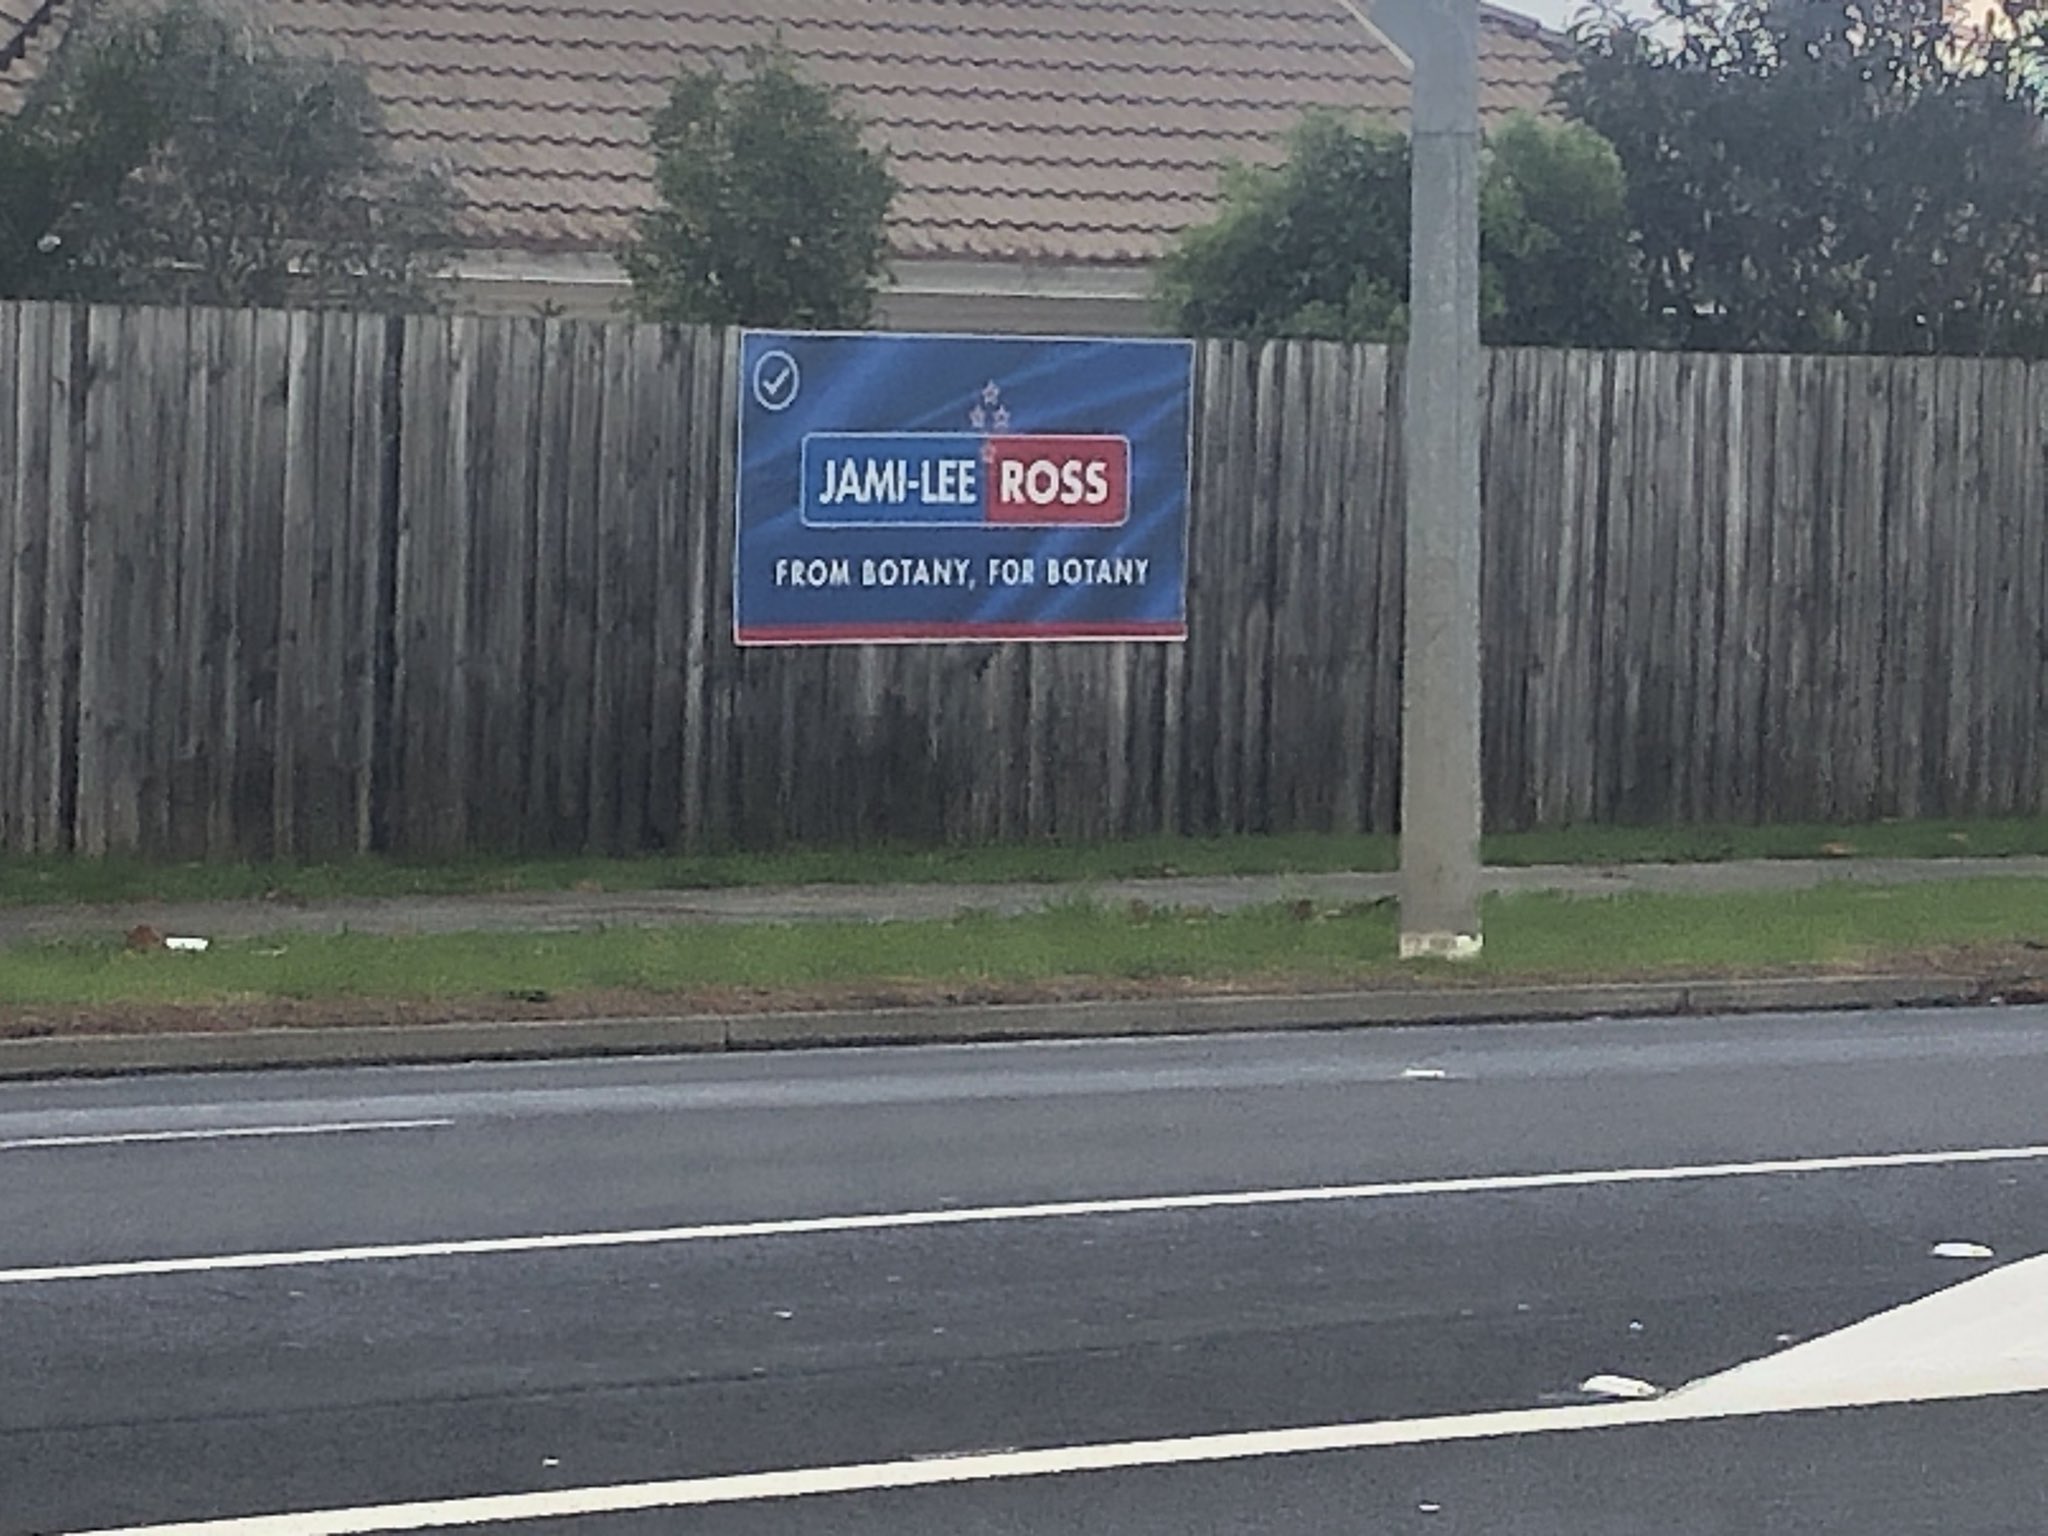 JAMI-LEE ROSS
FROM BOTANY, FOR BOTANY